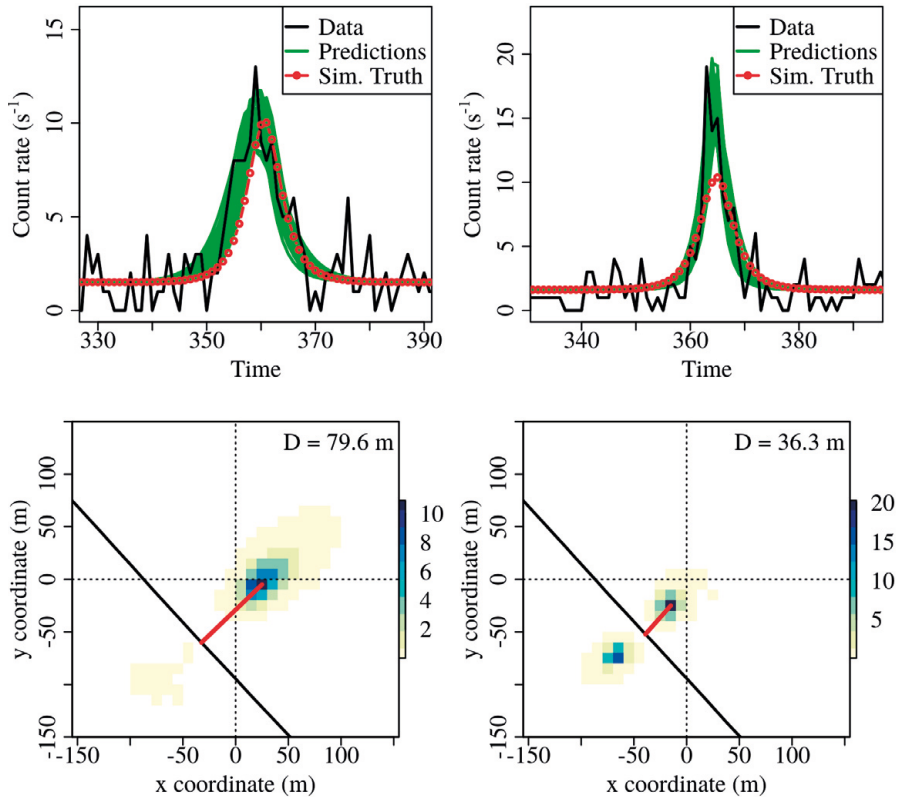 Data
Predictions
Sim. Truth
Count rate (s⁻¹)
0 5 10 15
330 350 370 390
Time
Data
Predictions
Sim. Truth
Count rate (s⁻¹)
0 5 10 15 20
340 360 380
Time
D = 79.6 m
y coordinate (m)
-150 -50 0 50 100
10
8
6
4
2
-150 -50 0 50 100
x coordinate (m)
D = 36.3 m
y coordinate (m)
-150 -50 0 50 100
20
15
10
5
-150 -50 0 50 100
x coordinate (m)